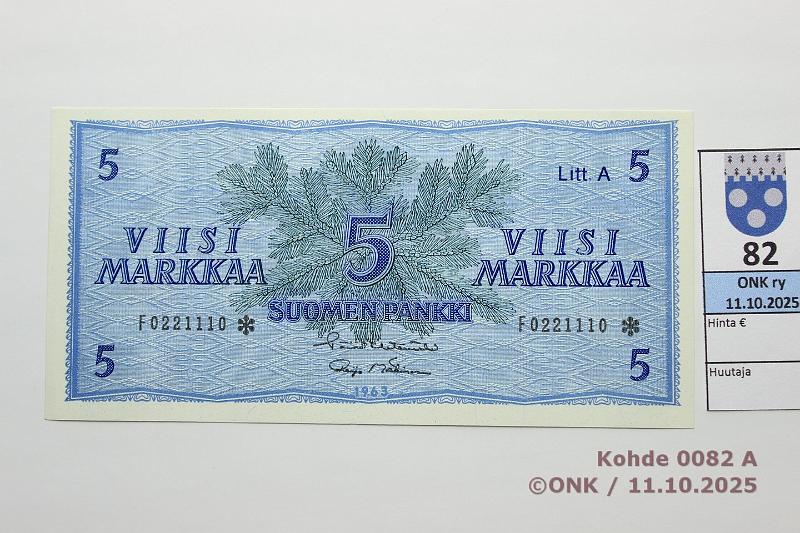 5
Litt. A 5
5
VIISI
MARKKAA
VIISI
MARKKAA
SUOMEN PANKKI
F0221110 *
F0221110 *
5
5
1963
82
ONK ry
11.10.2025
Hinta €
Huutaja
Kohde 0082 A
©ONK / 11.10.2025